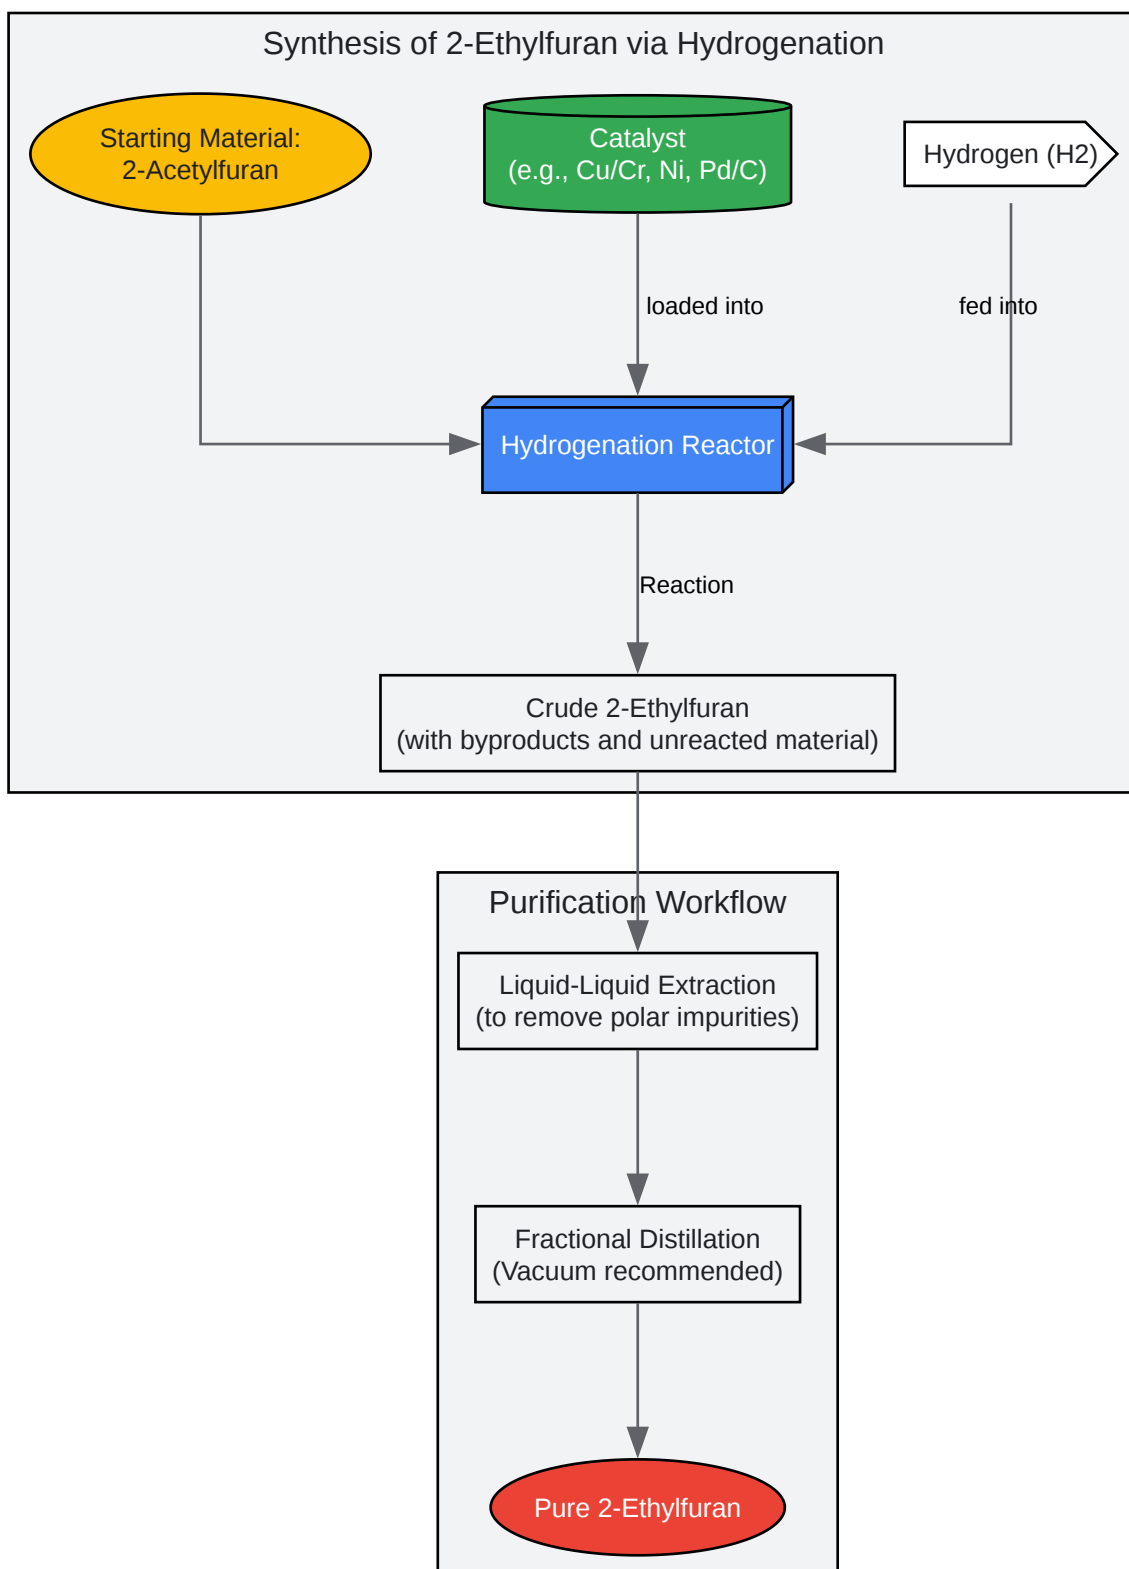 Synthesis of 2-Ethylfuran via Hydrogenation
Starting Material:
2-Acetylfuran
Catalyst
(e.g., Cu/Cr, Ni, Pd/C)
Hydrogen (H2)
loaded into
fed into
Hydrogenation Reactor
Reaction
Crude 2-Ethylfuran
(with byproducts and unreacted material)
Purification Workflow
Liquid-Liquid Extraction
(to remove polar impurities)
Fractional Distillation
(Vacuum recommended)
Pure 2-Ethylfuran